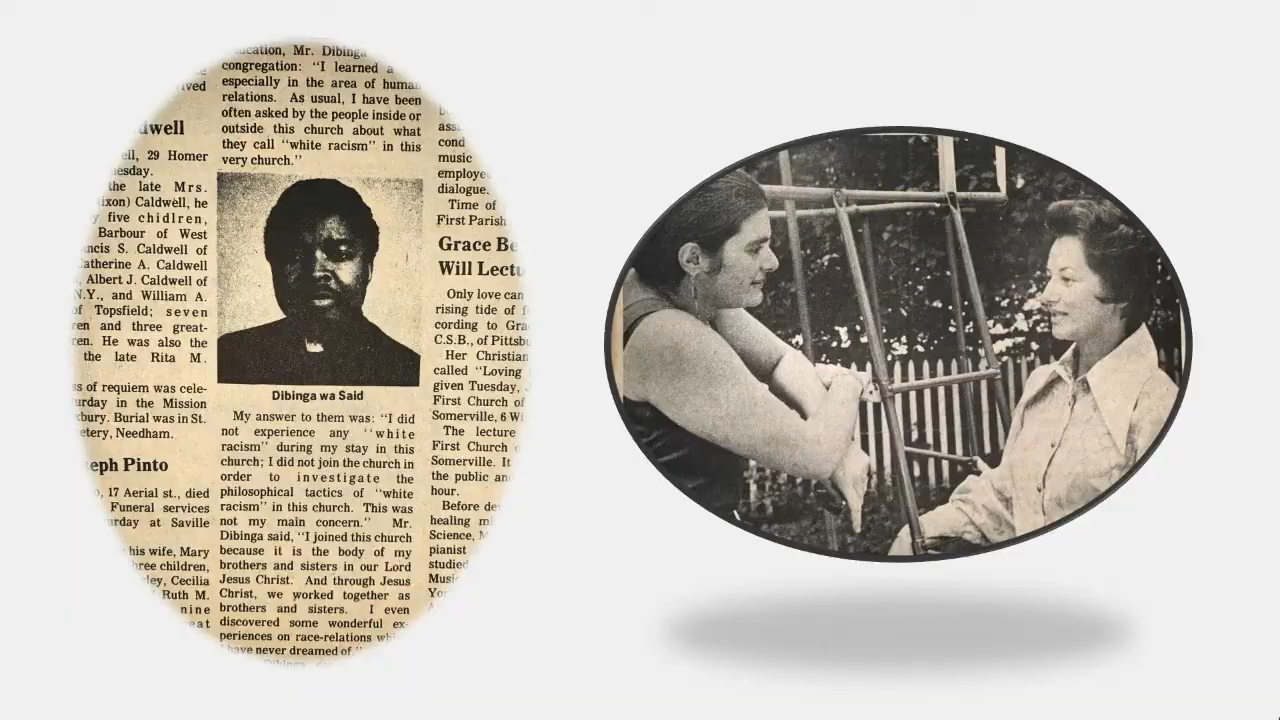 education, Mr. Dibinga
congregation: "I learned a
especially in the area of human
relations. As usual, I have been
often asked by the people inside or
outside this church about what
they call "white racism" in this
very church."
Dibinga wa Said
My answer to them was: "I did
not experience any "white
racism" during my stay in this
church; I did not join the church in
order to investigate the
philosophical tactics of "white
racism" in this church. This was
not my main concern." Mr.
Dibinga said, "I joined this church
because it is the body of my
brothers and sisters in our Lord
Jesus Christ. And through Jesus
Christ, we worked together as
brothers and sisters. I even
discovered some wonderful ex-
periences on race-relations
have never dreamed of."
ell, 29 Homer
the late Mrs.
ixon) Caldwell, he
five chidlren,
Barbour of West
ncis S. Caldwell of
Catherine A. Caldwell
Albert J. Caldwell of
N.Y., and William A.
of Topsfield; seven
ren and three great-
ren. He was also the
the late Rita M.
ss of requiem was cele-
urday in the Mission
xbury. Burial was in St.
etery, Needham.
seph Pinto
17 Aerial st., died
Funeral services
urday at Saville
his wife, Mary
three children,
ley, Cecilia
Ruth M.
nine
cond
music
employe
dialogue.
Time of
First Parish
Grace Be
Will Lectu
Only love can
rising tide of
cording to Gra
C.S.B., of Pittsbu
Her Christian
called "Loving
given Tuesday,
First Church of
Somerville, 6 Wi
The lecture
First Church
Somerville. It
the public an
hour.
Before de
healing
Science,
pianist
studied